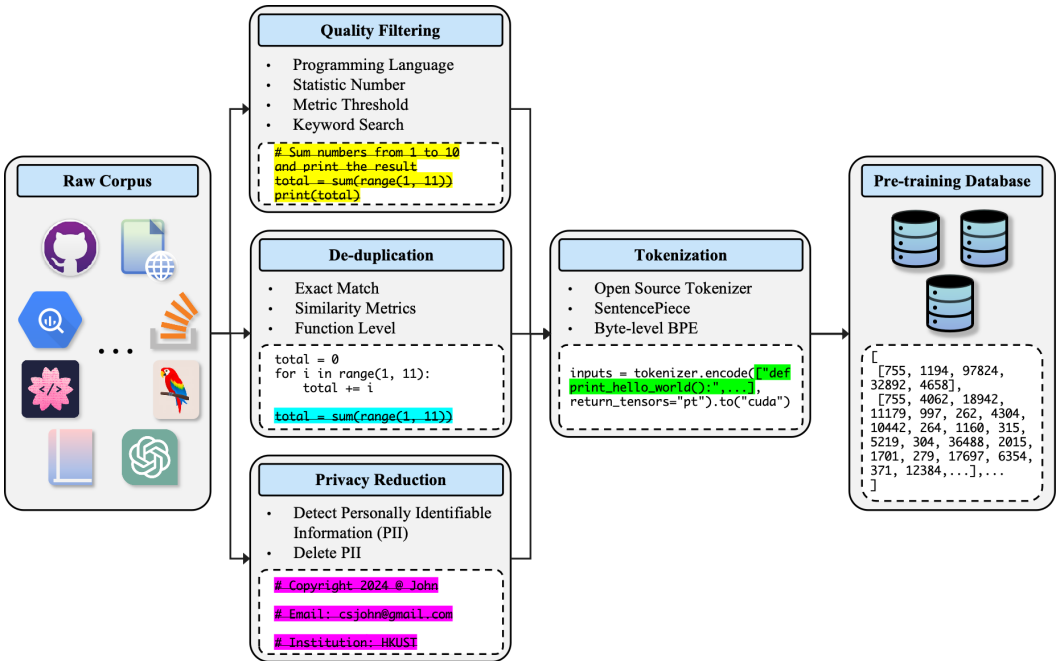 Raw Corpus
...
Quality Filtering
• Programming Language
• Statistic Number
• Metric Threshold
• Keyword Search
# Sum numbers from 1 to 10
and print the result
total = sum(range(1, 11))
print(total)
De-duplication
• Exact Match
• Similarity Metrics
• Function Level
total = 0
for i in range(1, 11):
    total += i
total = sum(range(1, 11))
Privacy Reduction
• Detect Personally Identifiable
Information (PII)
• Delete PII
# Copyright 2024 @ John
# Email: csjohn@gmail.com
# Institution: HKUST
Tokenization
• Open Source Tokenizer
• SentencePiece
• Byte-level BPE
inputs = tokenizer.encode(["def
print_hello_world():",...],
return_tensors="pt").to("cuda")
Pre-training Database
[
[755, 1194, 97824,
32892, 4658],
[755, 4062, 18942,
11179, 997, 262, 4304,
10442, 264, 1160, 315,
5219, 304, 36488, 2015,
1701, 279, 17697, 6354,
371, 12384,...],...
]